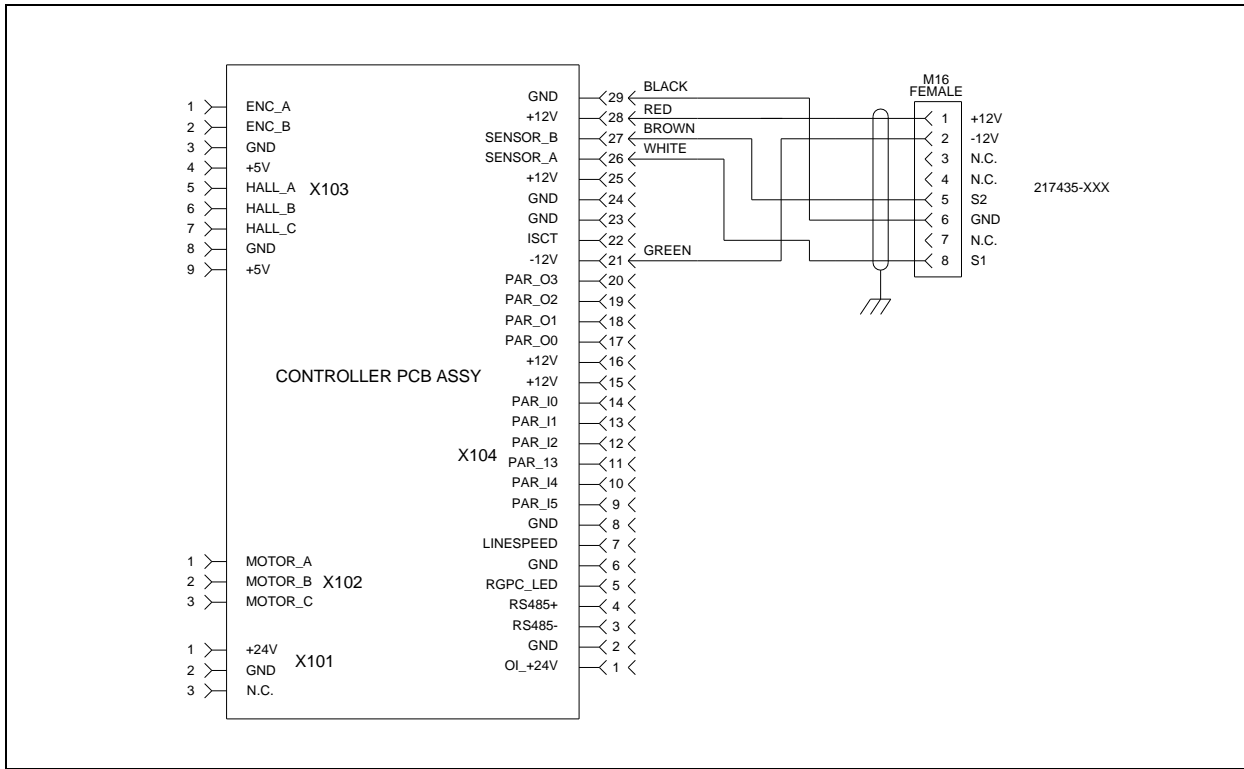 1 ENC_A
2 ENC_B
3 GND
4 +5V
5 HALL_A X103
6 HALL_B
7 HALL_C
8 GND
9 +5V
CONTROLLER PCB ASSY
1 MOTOR_A
2 MOTOR_B X102
3 MOTOR_C
1 +24V
X101
2 GND
3 N.C.
X104
GND 29 BLACK
+12V 28 RED
SENSOR_B 27 BROWN
SENSOR_A 26 WHITE
+12V 25
GND 24
GND 23
ISCT 22
-12V 21 GREEN
PAR_O3 20
PAR_O2 19
PAR_O1 18
PAR_O0 17
+12V 16
+12V 15
PAR_I0 14
PAR_I1 13
PAR_I2 12
PAR_13 11
PAR_I4 10
PAR_I5 9
GND 8
LINESPEED 7
GND 6
RGPC_LED 5
RS485+ 4
RS485- 3
GND 2
OI_+24V 1
M16
FEMALE
1 +12V
2 -12V
3 N.C.
4 N.C.
5 S2
6 GND
7 N.C.
8 S1
217435-XXX